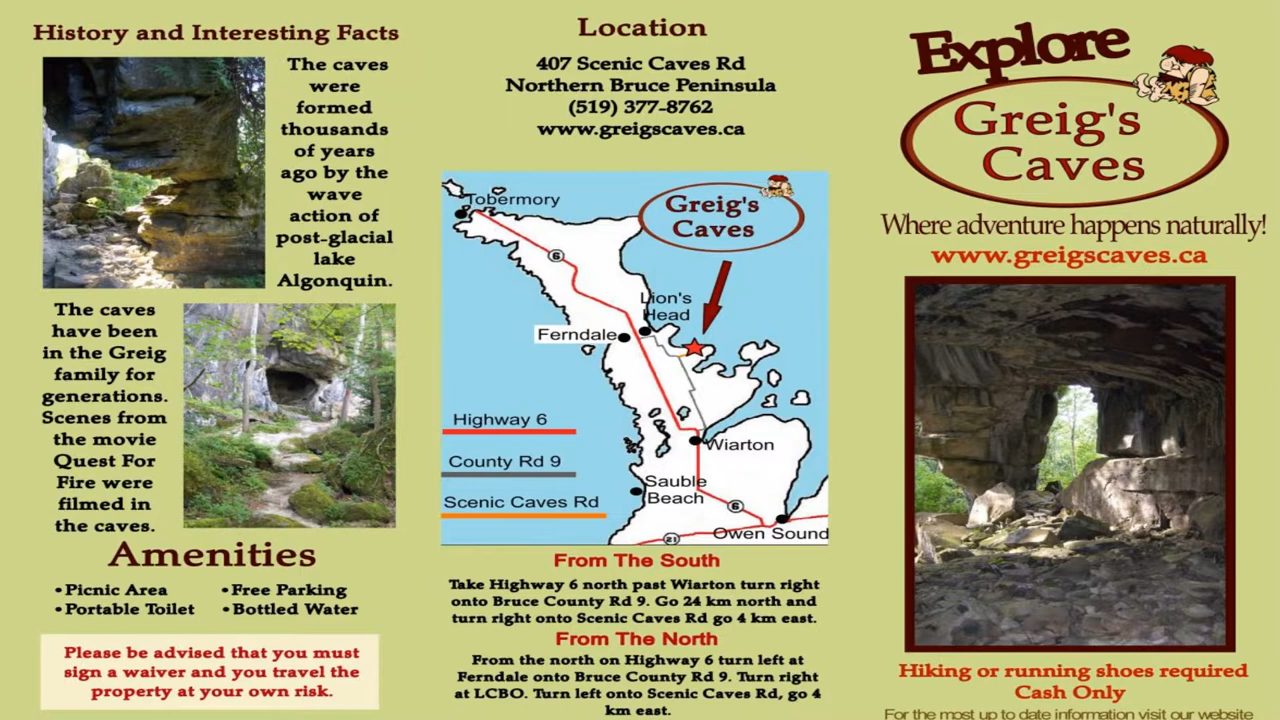 History and Interesting Facts
The caves
were
formed
thousands
of years
ago by the
wave
action of
post-glacial
lake
Algonquin.
The caves
have been
in the Greig
family for
generations.
Scenes from
the movie
Quest For
Fire were
filmed in
the caves.
Amenities
• Picnic Area
• Free Parking
• Portable Toilet
• Bottled Water
Please be advised that you must
sign a waiver and you travel the
property at your own risk.
Location
407 Scenic Caves Rd
Northern Bruce Peninsula
(519) 377-8762
www.greigscaves.ca
Tobermory
Greig's
Caves
6
Lion's
Head
Ferndale
Highway 6
County Rd 9
Scenic Caves Rd
Wiarton
Sauble
Beach
6
Owen Sound
21
From The South
Take Highway 6 north past Wiarton turn right
onto Bruce County Rd 9. Go 24 km north and
turn right onto Scenic Caves Rd go 4 km east.
From The North
From the north on Highway 6 turn left at
Ferndale onto Bruce County Rd 9. Turn right
at LCBO. Turn left onto Scenic Caves Rd, go 4
km east.
Explore
Greig's
Caves
Where adventure happens naturally!
www.greigscaves.ca
Hiking or running shoes required
Cash Only
For the most up to date information visit our website